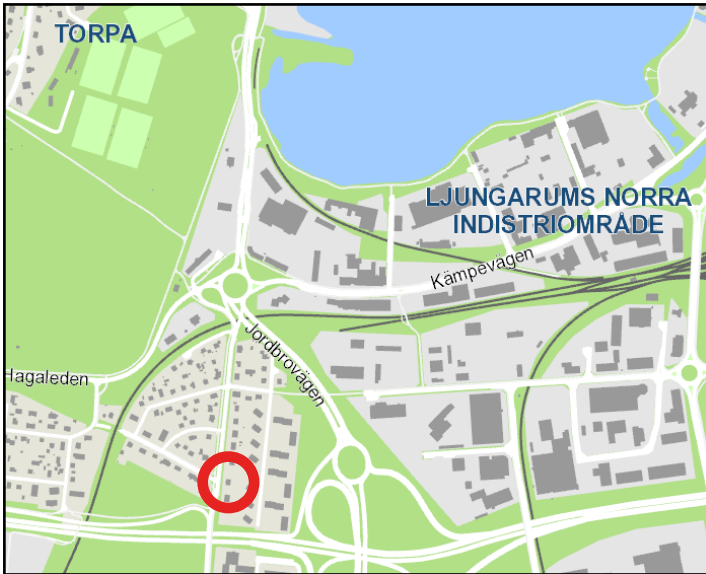 TORPA
LJUNGARUMS NORRA
INDISTRIOMRÅDE
Kämpevägen
Jordbrovägen
Hagaleden